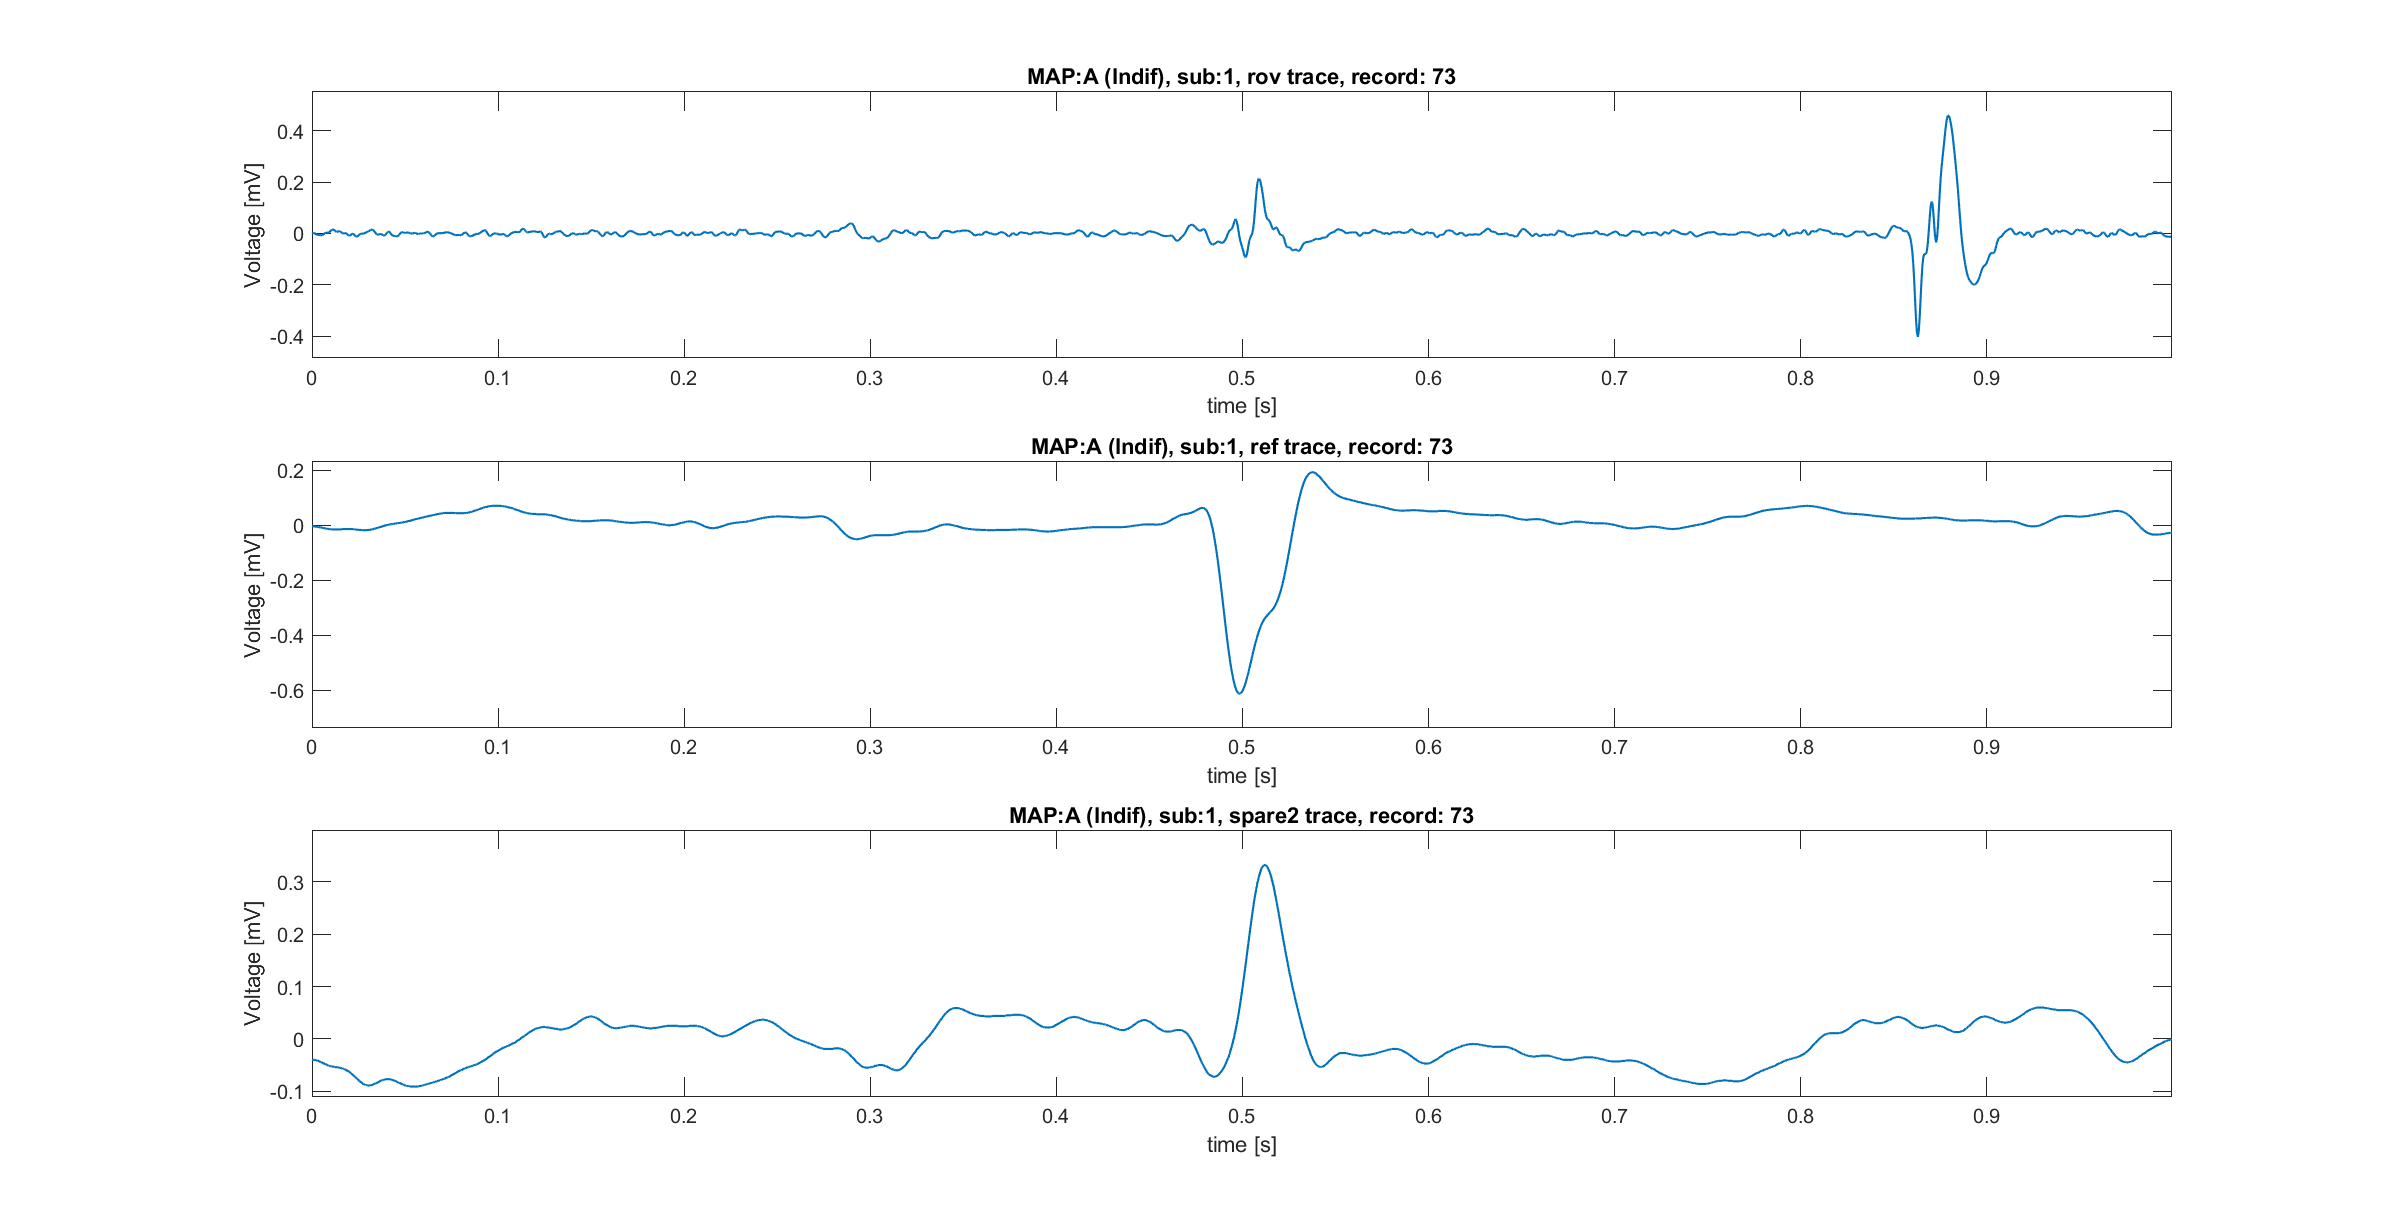 MAP:A (Indif), sub:1, rov trace, record: 73
Voltage [mV]
0.4
0.2
0
-0.2
-0.4
0 0.1 0.2 0.3 0.4 0.5 0.6 0.7 0.8 0.9
time [s]
MAP:A (Indif), sub:1, ref trace, record: 73
Voltage [mV]
0.2
0
-0.2
-0.4
-0.6
0 0.1 0.2 0.3 0.4 0.5 0.6 0.7 0.8 0.9
time [s]
MAP:A (Indif), sub:1, spare2 trace, record: 73
Voltage [mV]
0.3
0.2
0.1
0
-0.1
0 0.1 0.2 0.3 0.4 0.5 0.6 0.7 0.8 0.9
time [s]